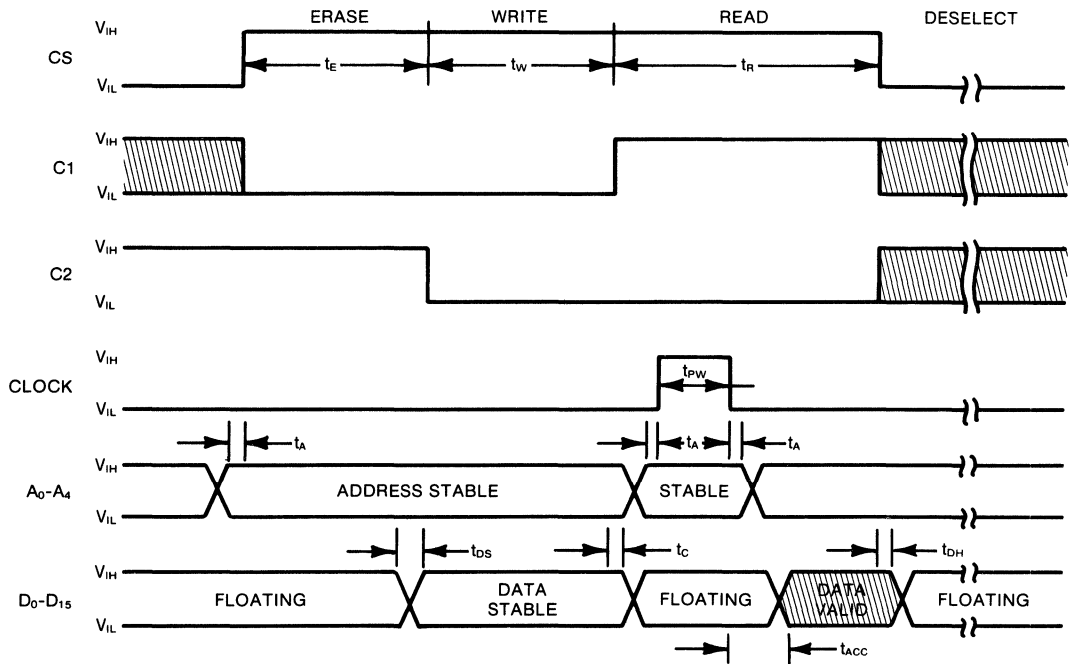 ERASE WRITE READ DESELECT
CS VIH
tE tW tR
VIL
C1 VIH
VIL
C2 VIH
VIL
CLOCK VIH
tPW
VIL
tA tA tA
A0-A4 VIH
ADDRESS STABLE STABLE
VIL
tDS tC tDH
D0-D15 VIH
FLOATING DATA STABLE FLOATING DATA VALID FLOATING
VIL
tACC